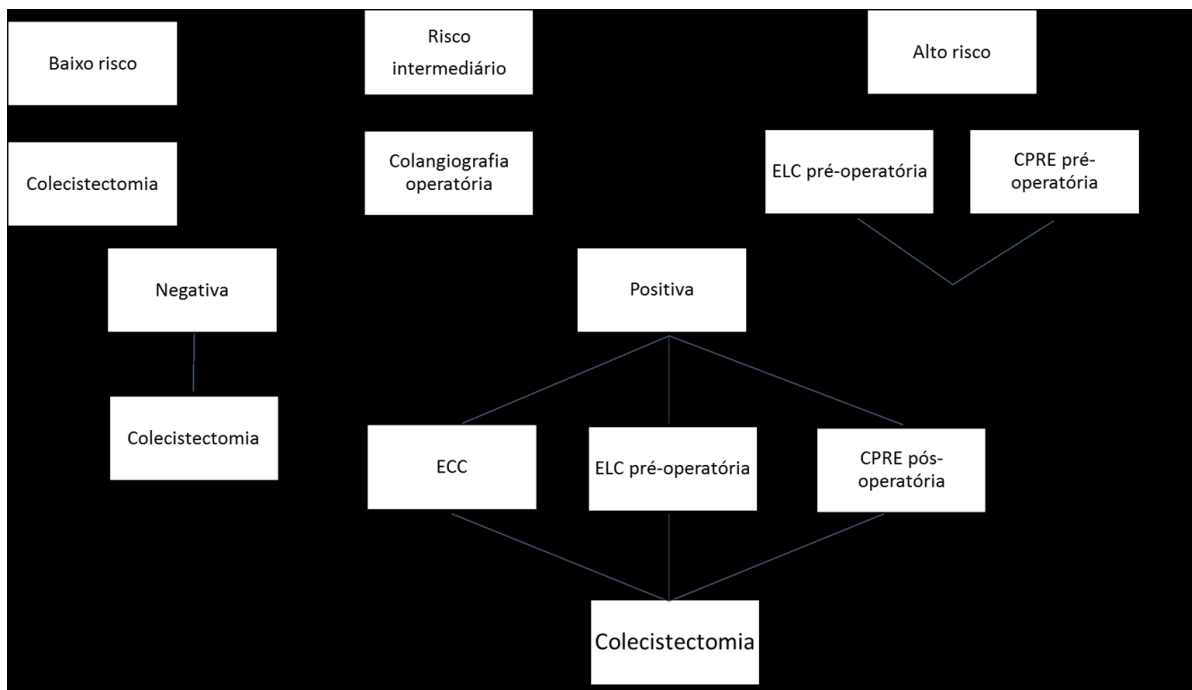 Baixo risco
Risco
intermediário
Alto risco
Colecistectomia
Colangiografia
operatória
ELC pré-operatória
CPRE pré-
operatória
Negativa
Positiva
Colecistectomia
ECC
ELC pré-operatória
CPRE pós-
operatória
Colecistectomia